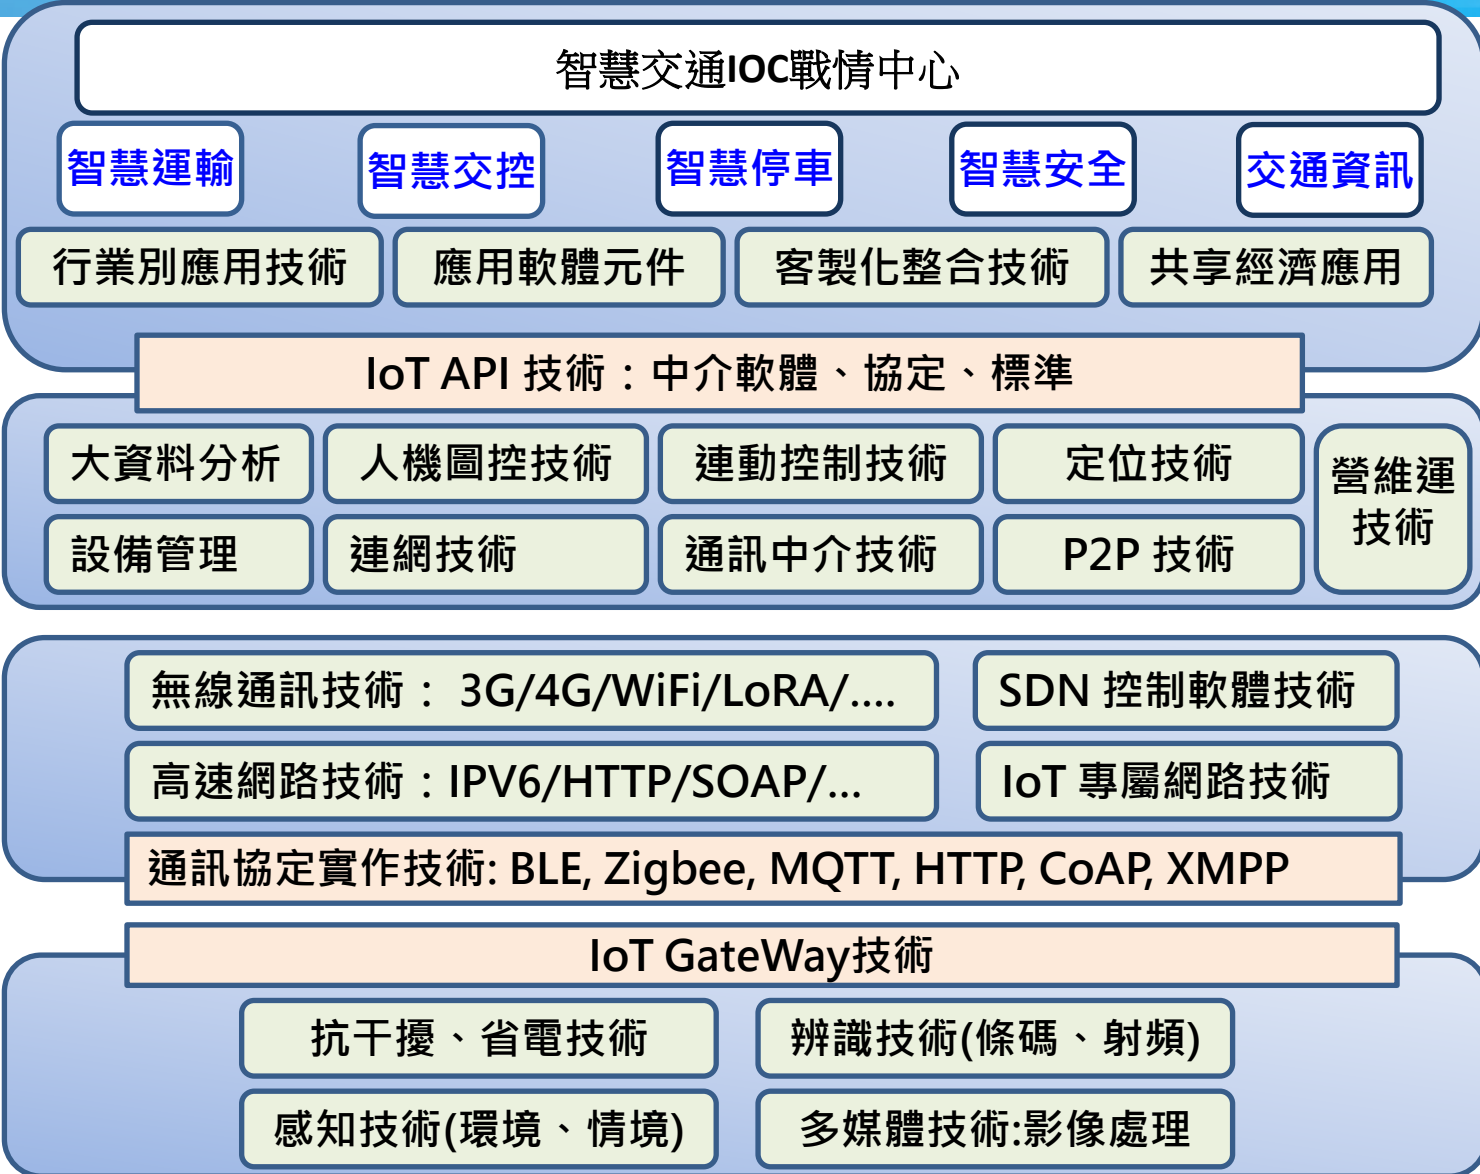 智慧交通IOC戰情中心
智慧運輸
智慧交控
智慧停車
智慧安全
交通資訊
行業別應用技術
應用軟體元件
客製化整合技術
共享經濟應用
IoT API 技術：中介軟體、協定、標準
大資料分析
人機圖控技術
連動控制技術
定位技術
營維運
技術
設備管理
連網技術
通訊中介技術
P2P 技術
無線通訊技術： 3G/4G/WiFi/LoRA/....
SDN 控制軟體技術
高速網路技術：IPV6/HTTP/SOAP/...
IoT 專屬網路技術
通訊協定實作技術: BLE, Zigbee, MQTT, HTTP, CoAP, XMPP
IoT GateWay技術
抗干擾、省電技術
辨識技術(條碼、射頻)
感知技術(環境、情境)
多媒體技術:影像處理